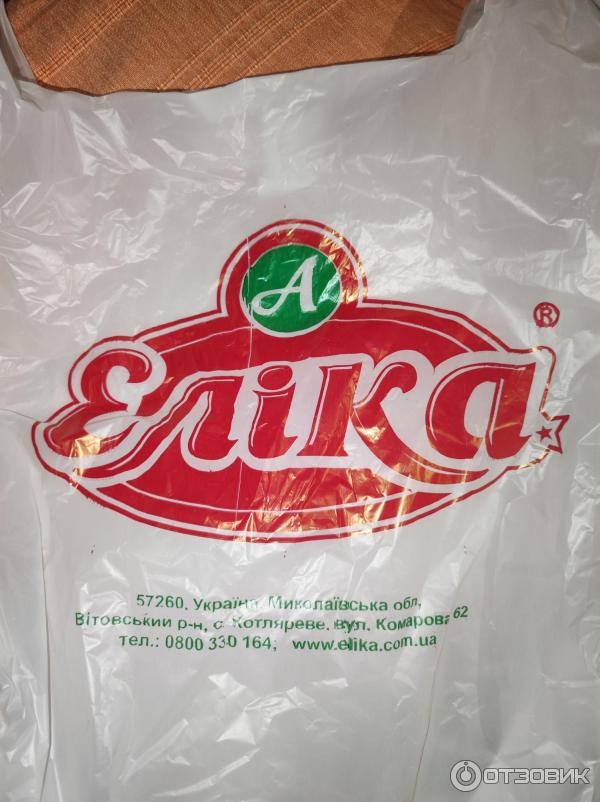 А
Еліка
®
57260, Україна, Миколаївська обл,
Вітовський р-н, с. Котляреве, вул. Комарова 62
тел.: 0800 330 164; www.elika.com.ua
ОТЗОВИК